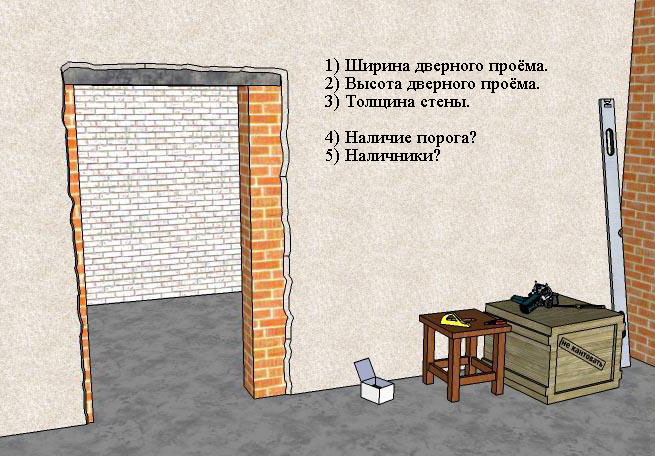 1) Ширина дверного проёма.
2) Высота дверного проёма.
3) Толщина стены.
4) Наличие порога?
5) Наличники?
не кантовать